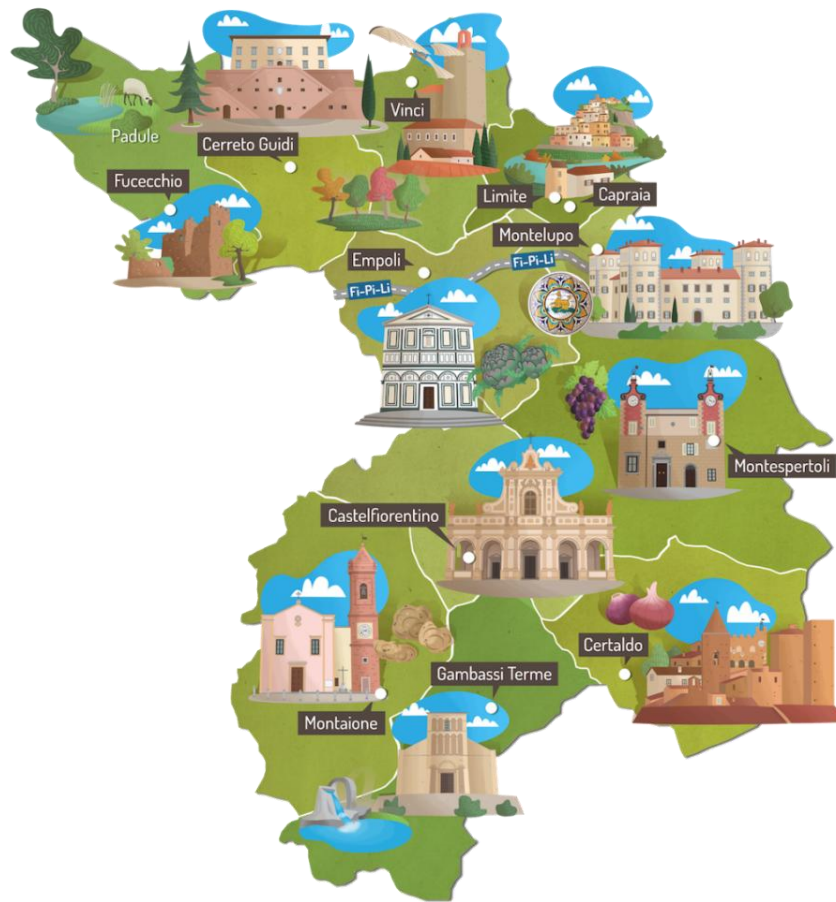 Padule
Cerreto Guidi
Vinci
Fucecchio
Limite
Capraia
Montelupo
Empoli
Fi-Pi-Li
Fi-Pi-Li
Montespertoli
Castelfiorentino
Certaldo
Gambassi Terme
Montaione